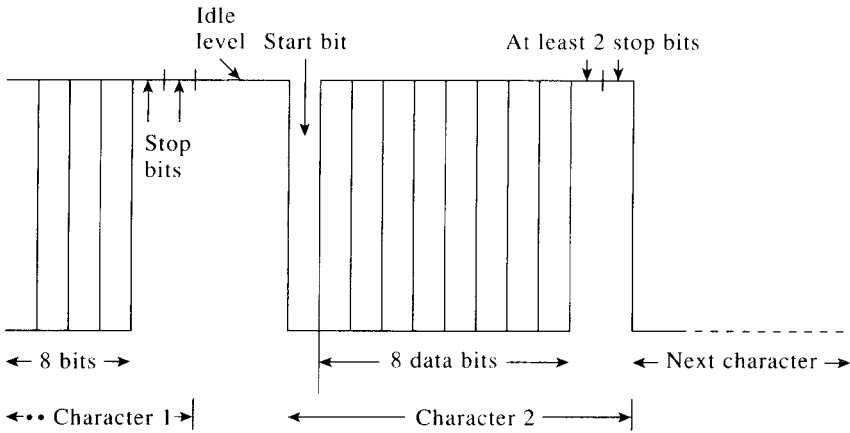 Idle
level
Start bit
At least 2 stop bits
Stop
bits
8 bits
8 data bits
Next character
•• Character 1
Character 2